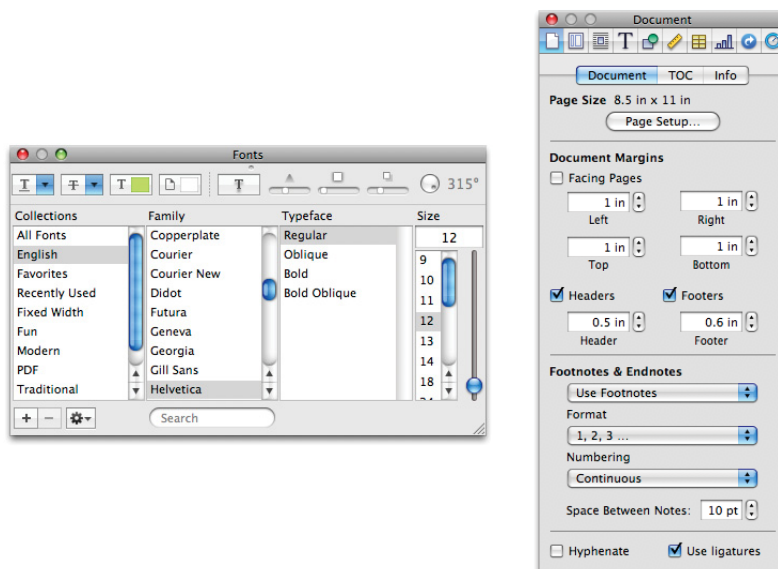 Fonts
T T T T 315°
Collections Family Typeface Size
All Fonts Copperplate Regular 12
English Courier Oblique 9
Favorites Courier New Bold 10
Recently Used Didot Bold Oblique 11
Fixed Width Futura 12
Fun Geneva 13
Modern Georgia 14
PDF Gill Sans 18
Traditional Helvetica
Search
Document
T
Document TOC Info
Page Size 8.5 in x 11 in
Page Setup...
Document Margins
Facing Pages
1 in 1 in
Left Right
1 in 1 in
Top Bottom
Headers Footers
0.5 in 0.6 in
Header Footer
Footnotes & Endnotes
Use Footnotes
Format
1, 2, 3 ...
Numbering
Continuous
Space Between Notes: 10 pt
Hyphenate Use ligatures